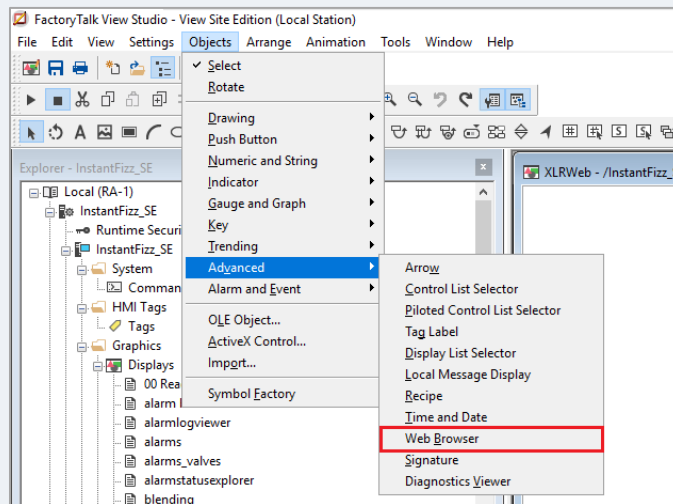 FactoryTalk View Studio - View Site Edition (Local Station)
File Edit View Settings Objects Arrange Animation Tools Window Help
Select
Rotate
Drawing
Push Button
Numeric and String
Indicator
Gauge and Graph
Key
Trending
Advanced
Alarm and Event
OLE Object...
ActiveX Control...
Import...
Symbol Factory
Arrow
Control List Selector
Piloted Control List Selector
Tag Label
Display List Selector
Local Message Display
Recipe
Time and Date
Web Browser
Signature
Diagnostics Viewer
Explorer - InstantFizz_SE
Local (RA-1)
InstantFizz_SE
Runtime Securi
InstantFizz_SE
System
Comman
HMI Tags
Tags
Graphics
Displays
00 Rea
alarm
alarmlogviewer
alarms
alarms_valves
alarmstatusexplorer
blending
XLRWeb - /InstantFizz_